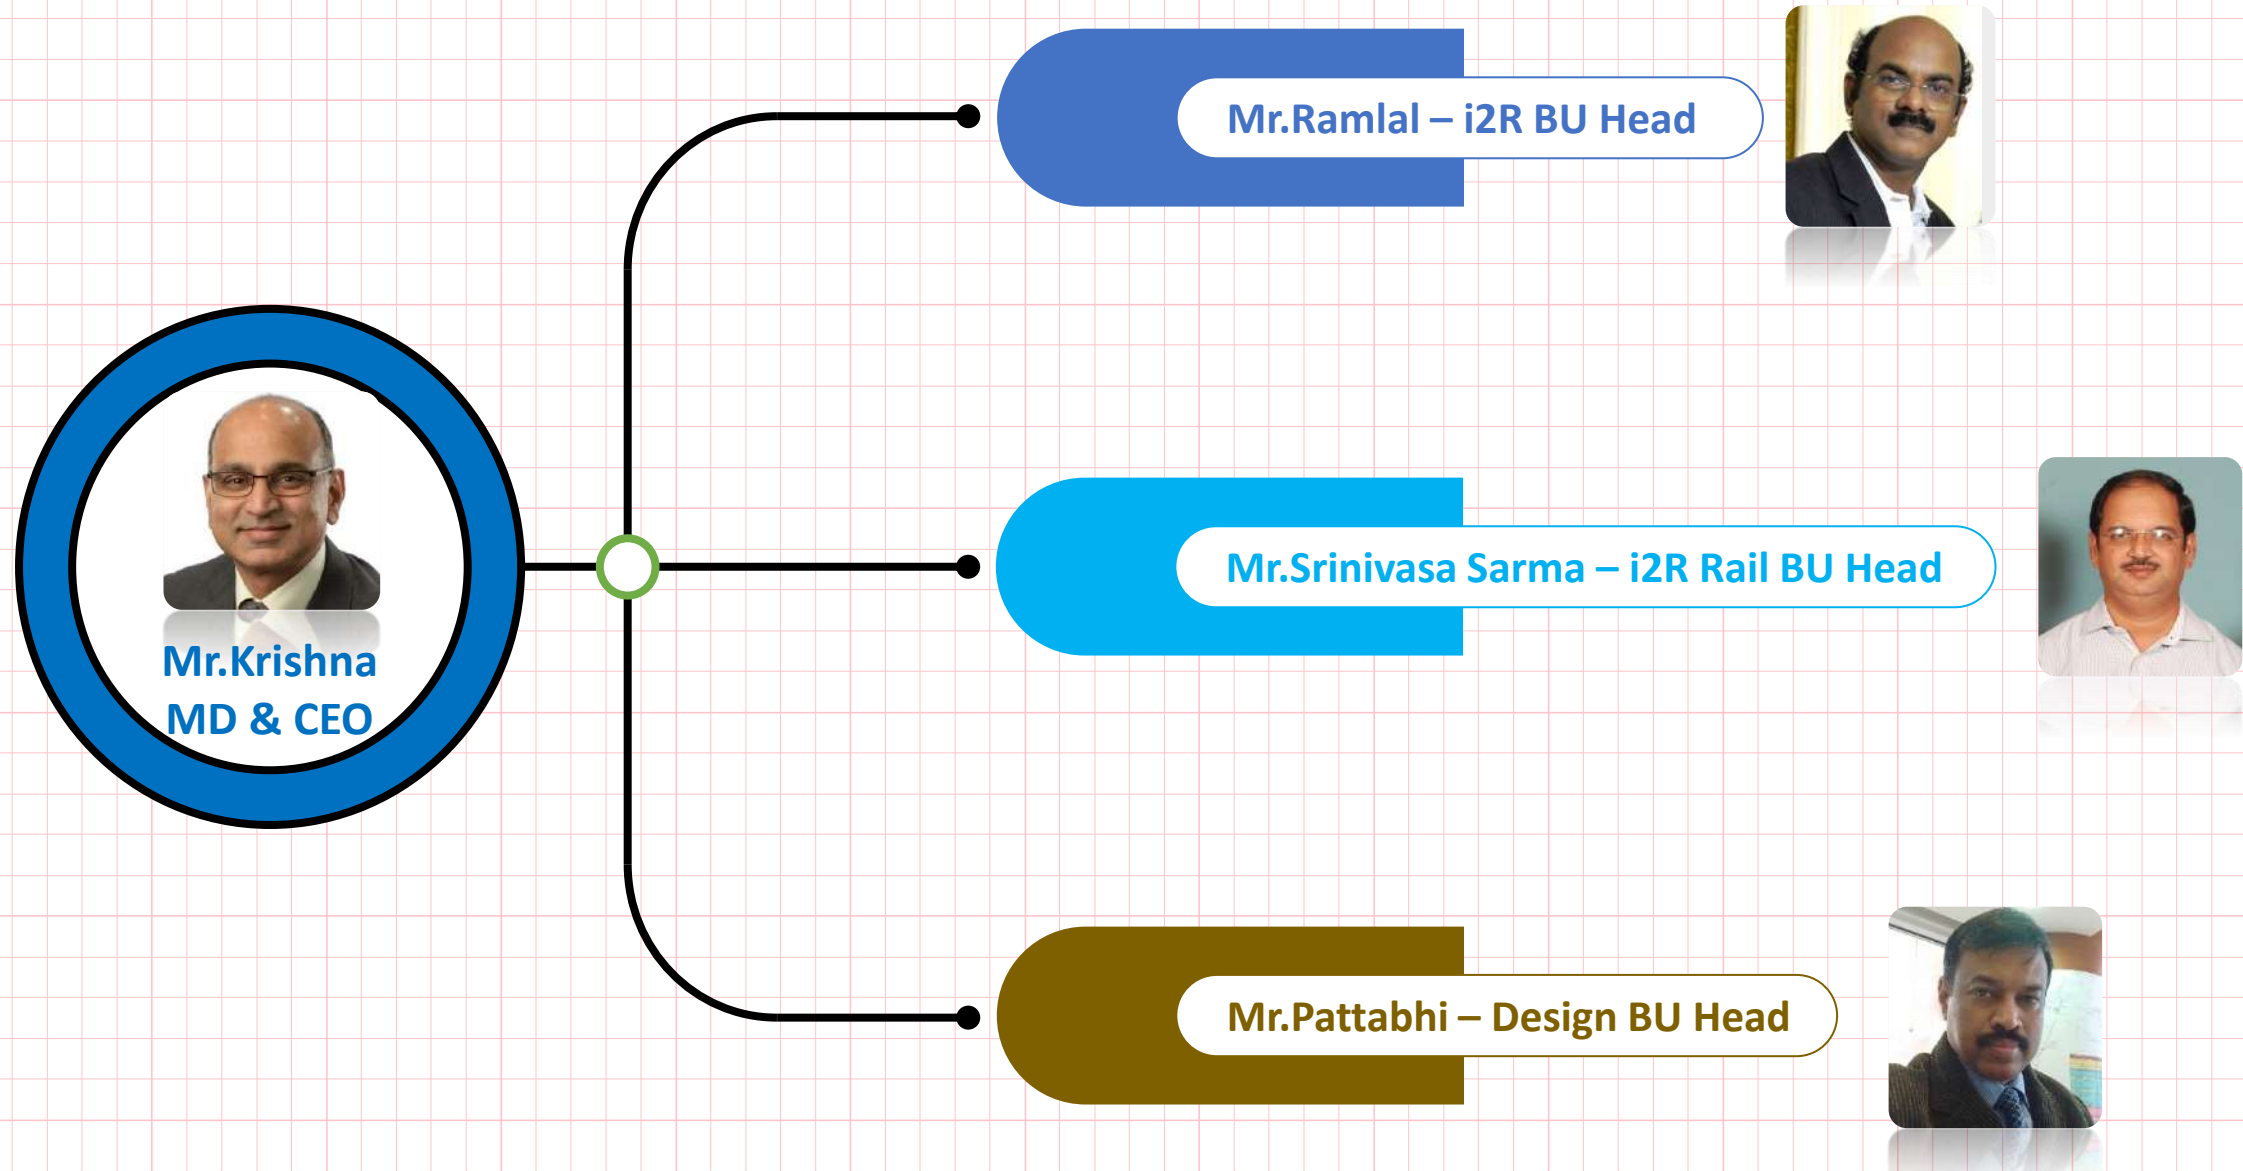 Mr.Ramlal – i2R BU Head
Mr.Krishna
MD & CEO
Mr.Srinivasa Sarma – i2R Rail BU Head
Mr.Pattabhi – Design BU Head